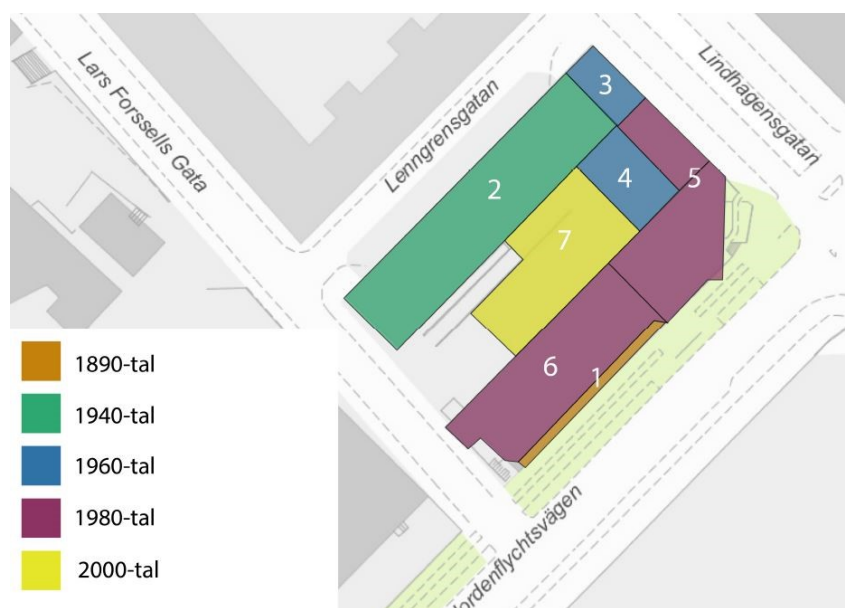 Lars Forssells Gata
Lenngrensgatan
Lindhagensgatan
3
2
4
5
7
6
1
1890-tal
1940-tal
1960-tal
1980-tal
2000-tal
lordenflychtsvägen